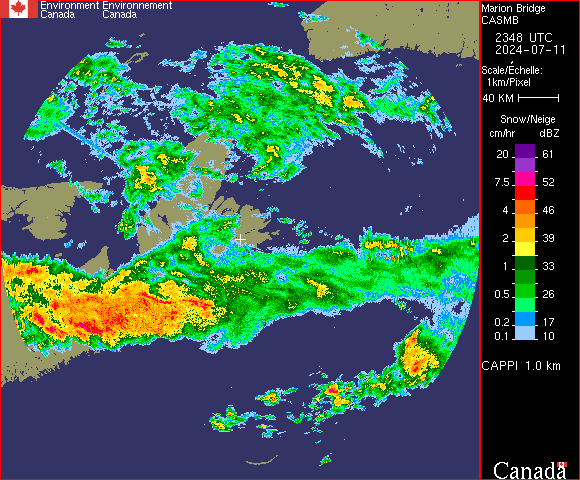 Environment Environnement
Canada Canada
Marion Bridge
CASMB
2348 UTC
2024-07-11
Scale/Échelle:
1km/Pixel
40 KM
Snow/Neige
cm/hr dBZ
20 61
7.5 52
4 46
2 39
1 33
0.5 26
0.2 17
0.1 10
CAPPI 1.0 km
Canada